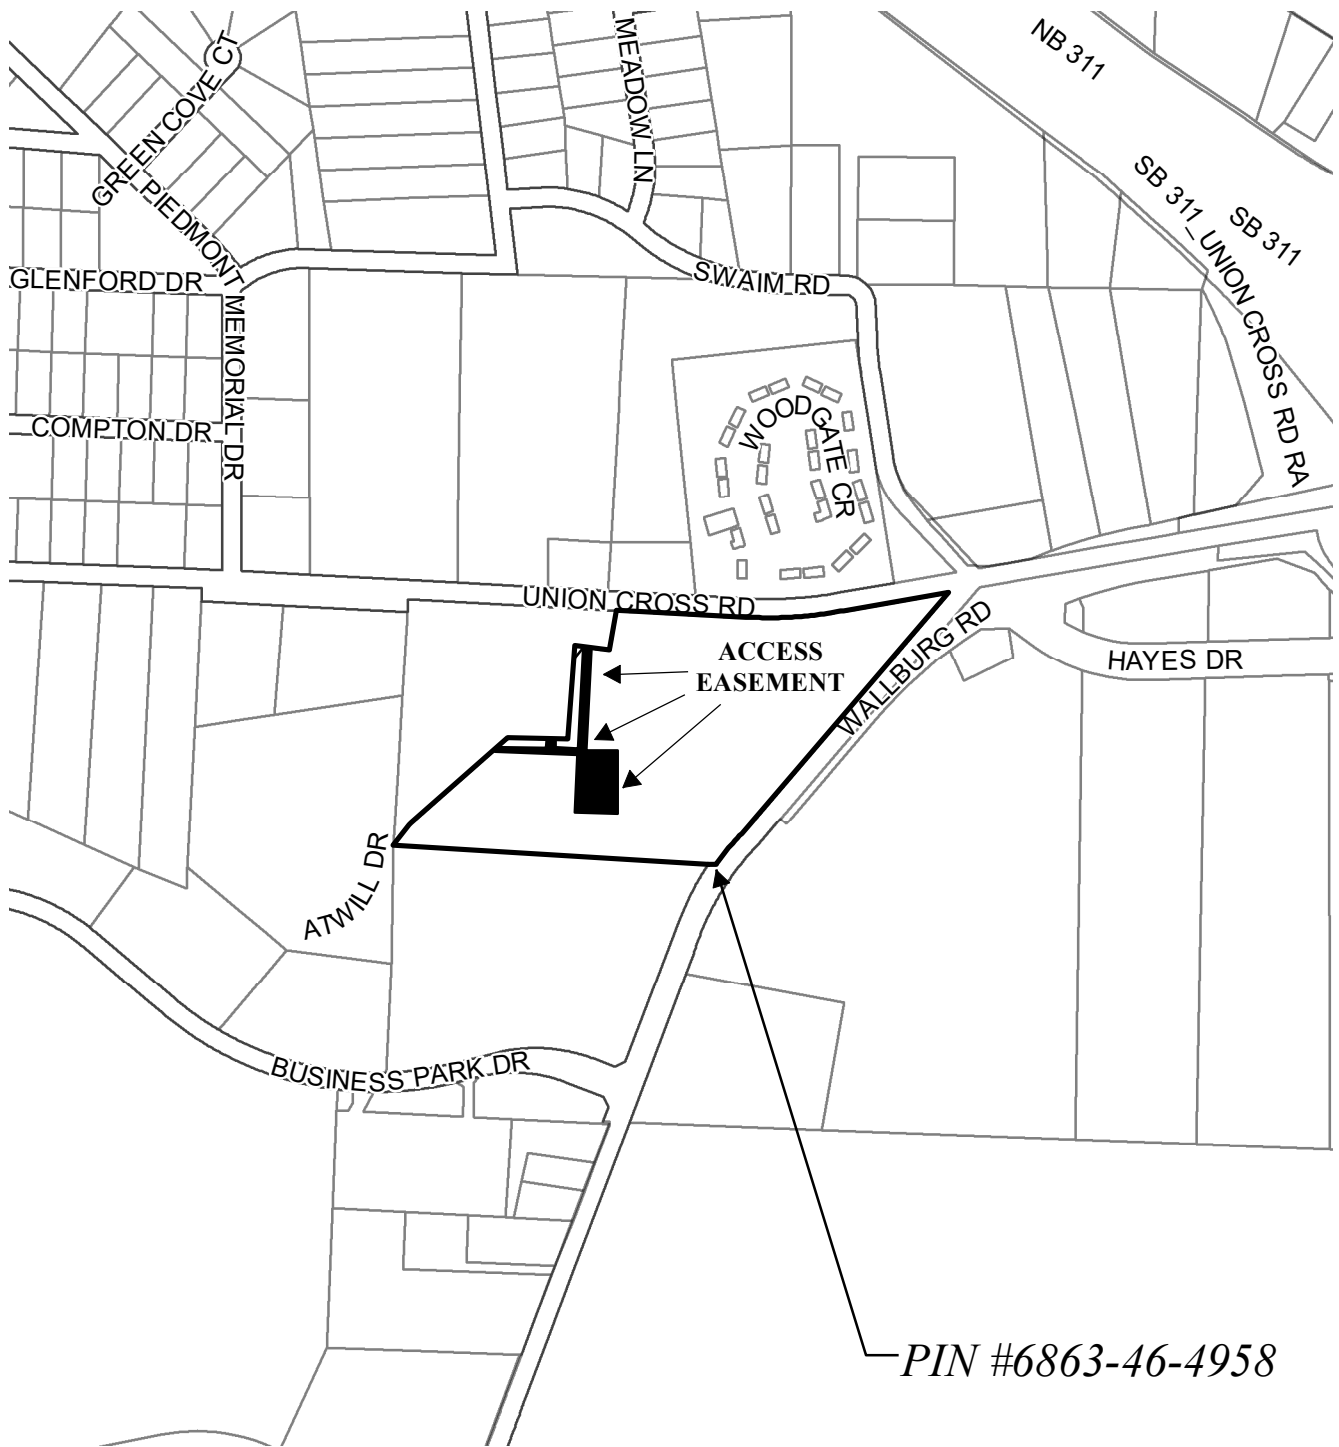 NB 311
GREEN COVE CT
MEADOW LN
PIEDMONT MEMORIAL DR
SB 311_UNION CROSS RD RA
SB 311
GLENFORD DR
SWAIM RD
COMPTON DR
WOODGATE CR
UNION CROSS RD
WALLBURG RD
HAYES DR
ACCESS
EASEMENT
ATWILL DR
BUSINESS PARK DR
PIN #6863-46-4958